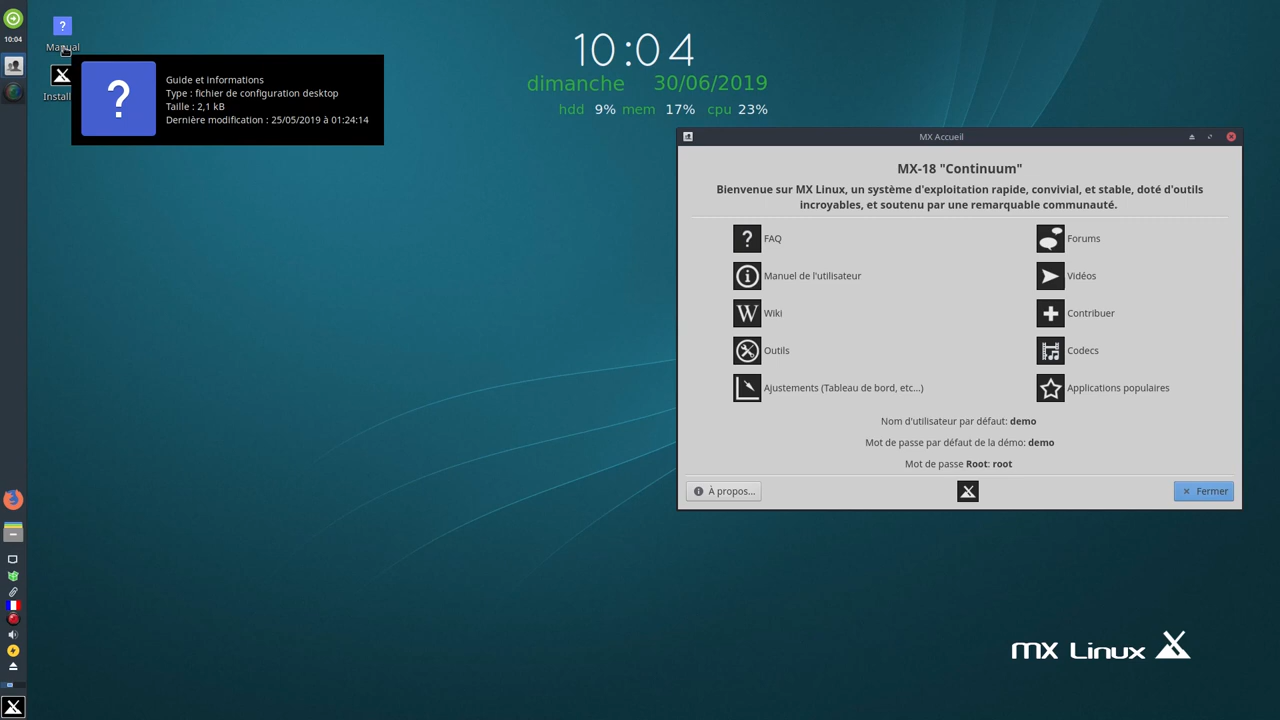 10:04
Manual
Install
Guide et informations
Type : fichier de configuration desktop
Taille : 2,1 kB
Dernière modification : 25/05/2019 à 01:24:14
10:04
dimanche 30/06/2019
hdd 9% mem 17% cpu 23%
MX Accueil
MX-18 "Continuum"
Bienvenue sur MX Linux, un système d'exploitation rapide, convivial, et stable, doté d'outils
incroyables, et soutenu par une remarquable communauté.
FAQ
Forums
Manuel de l'utilisateur
Vidéos
Wiki
Contribuer
Outils
Codecs
Ajustements (Tableau de bord, etc...)
Applications populaires
Nom d'utilisateur par défaut: demo
Mot de passe par défaut de la démo: demo
Mot de passe Root: root
À propos...
Fermer
mx Linux